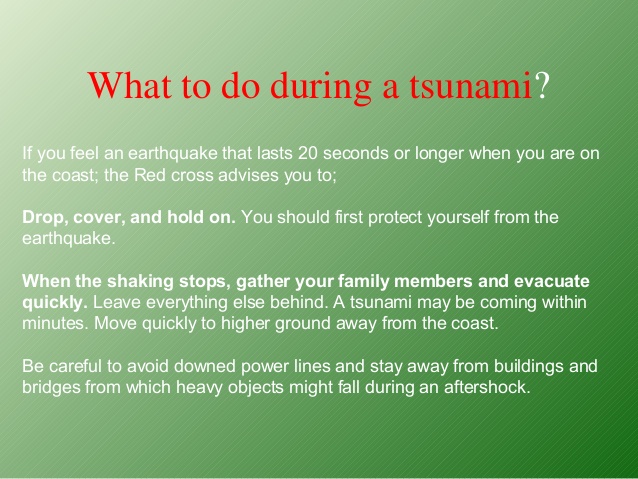 What to do during a tsunami?
If you feel an earthquake that lasts 20 seconds or longer when you are on
the coast; the Red cross advises you to;
Drop, cover, and hold on. You should first protect yourself from the
earthquake.
When the shaking stops, gather your family members and evacuate
quickly. Leave everything else behind. A tsunami may be coming within
minutes. Move quickly to higher ground away from the coast.
Be careful to avoid downed power lines and stay away from buildings and
bridges from which heavy objects might fall during an aftershock.